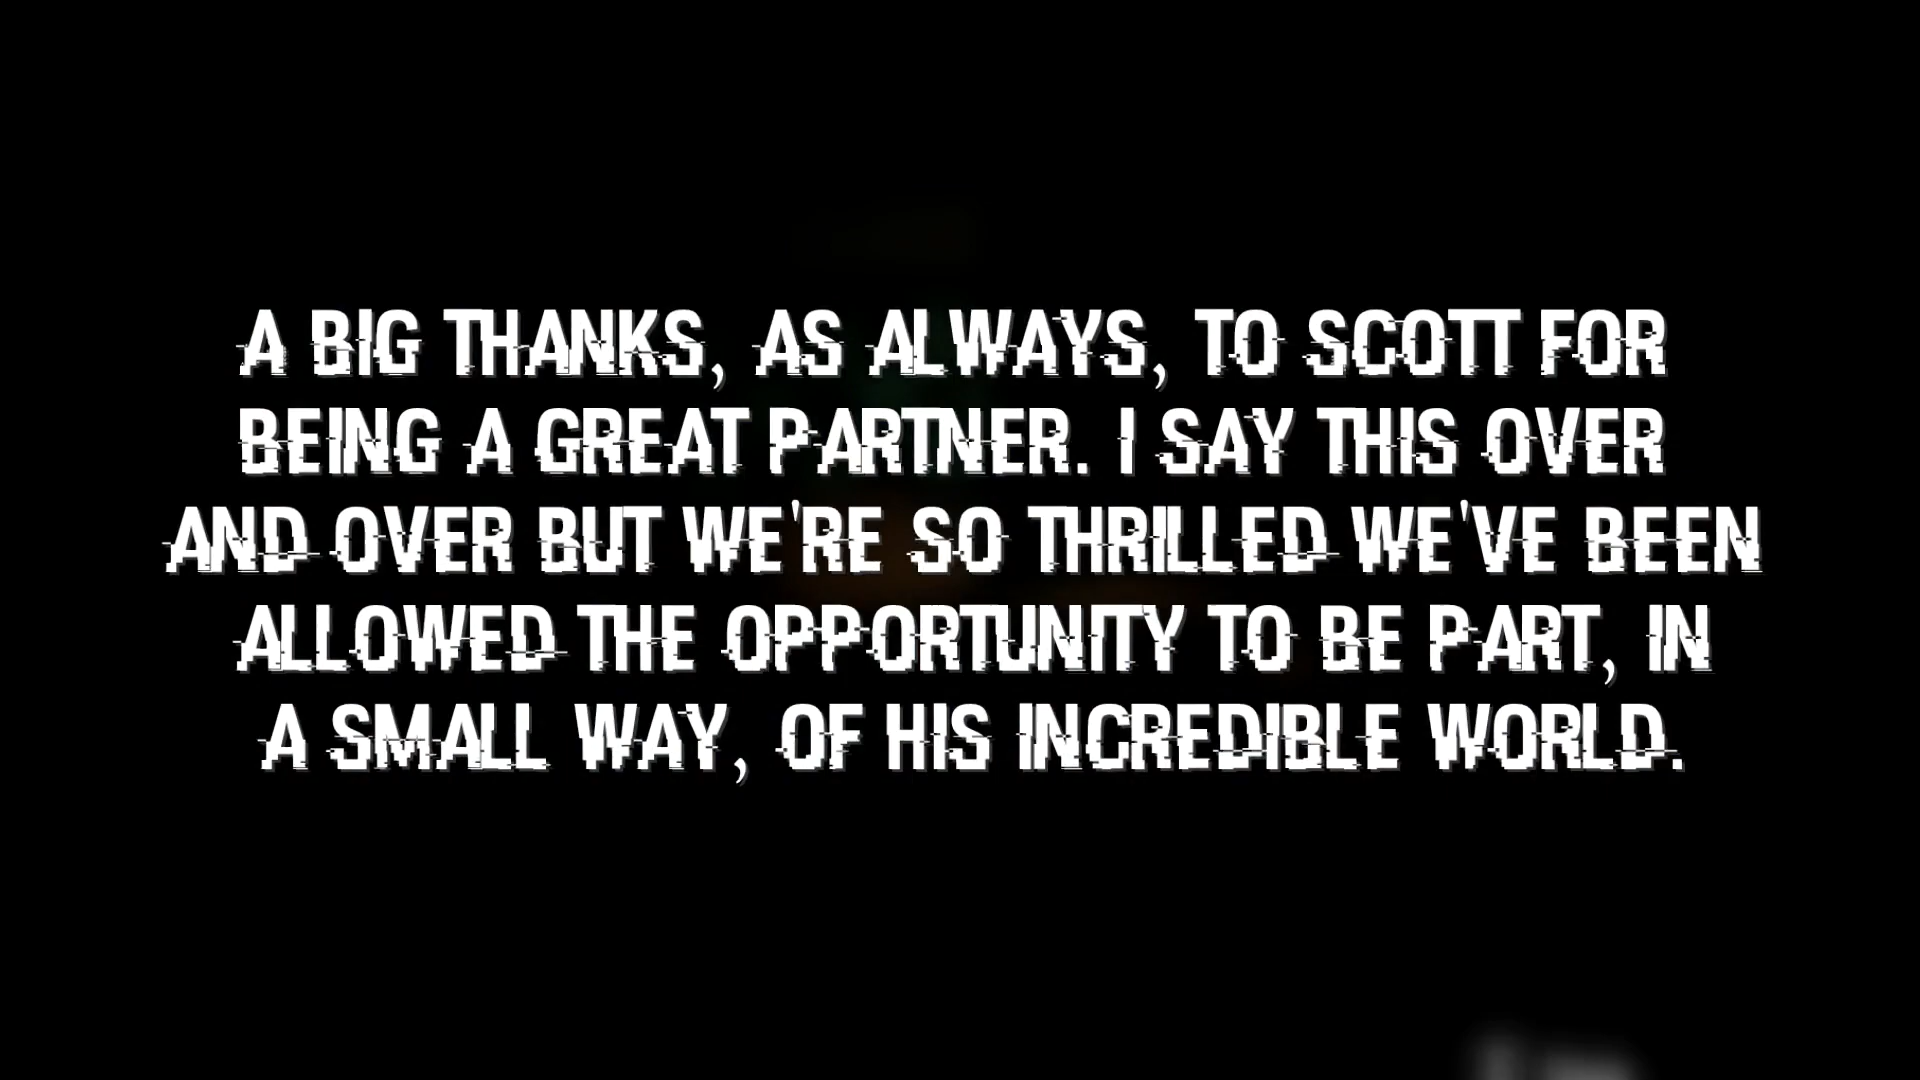 A BIG THANKS, AS ALWAYS, TO SCOTT FOR
BEING A GREAT PARTNER. I SAY THIS OVER
AND OVER BUT WE'RE SO THRILLED WE'VE BEEN
ALLOWED THE OPPORTUNITY TO BE PART, IN
A SMALL WAY, OF HIS INCREDIBLE WORLD.